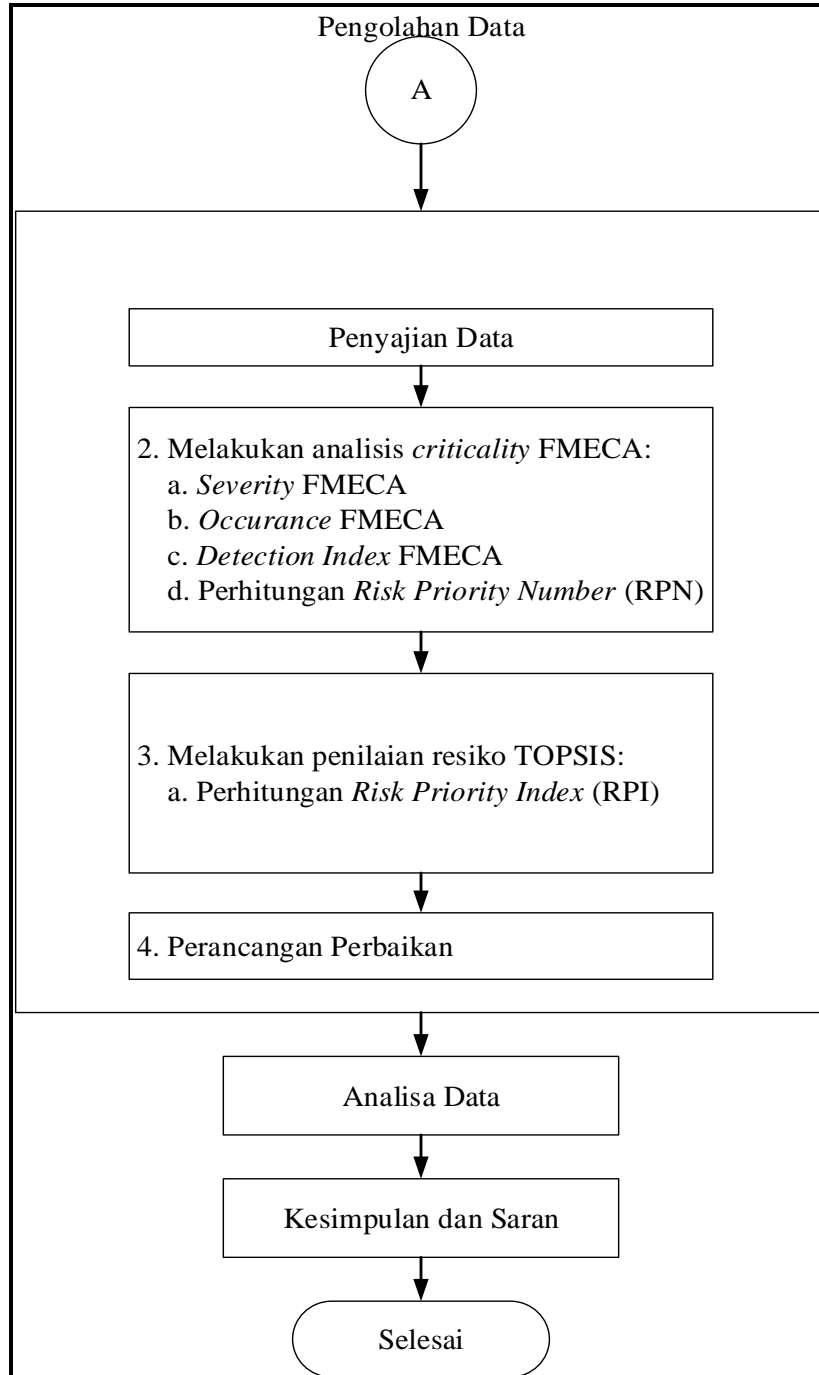 Pengolahan Data
A
Penyajian Data
2. Melakukan analisis criticality FMECA:
a. Severity FMECA
b. Occurance FMECA
c. Detection Index FMECA
d. Perhitungan Risk Priority Number (RPN)
3. Melakukan penilaian resiko TOPSIS:
a. Perhitungan Risk Priority Index (RPI)
4. Perancangan Perbaikan
Analisa Data
Kesimpulan dan Saran
Selesai